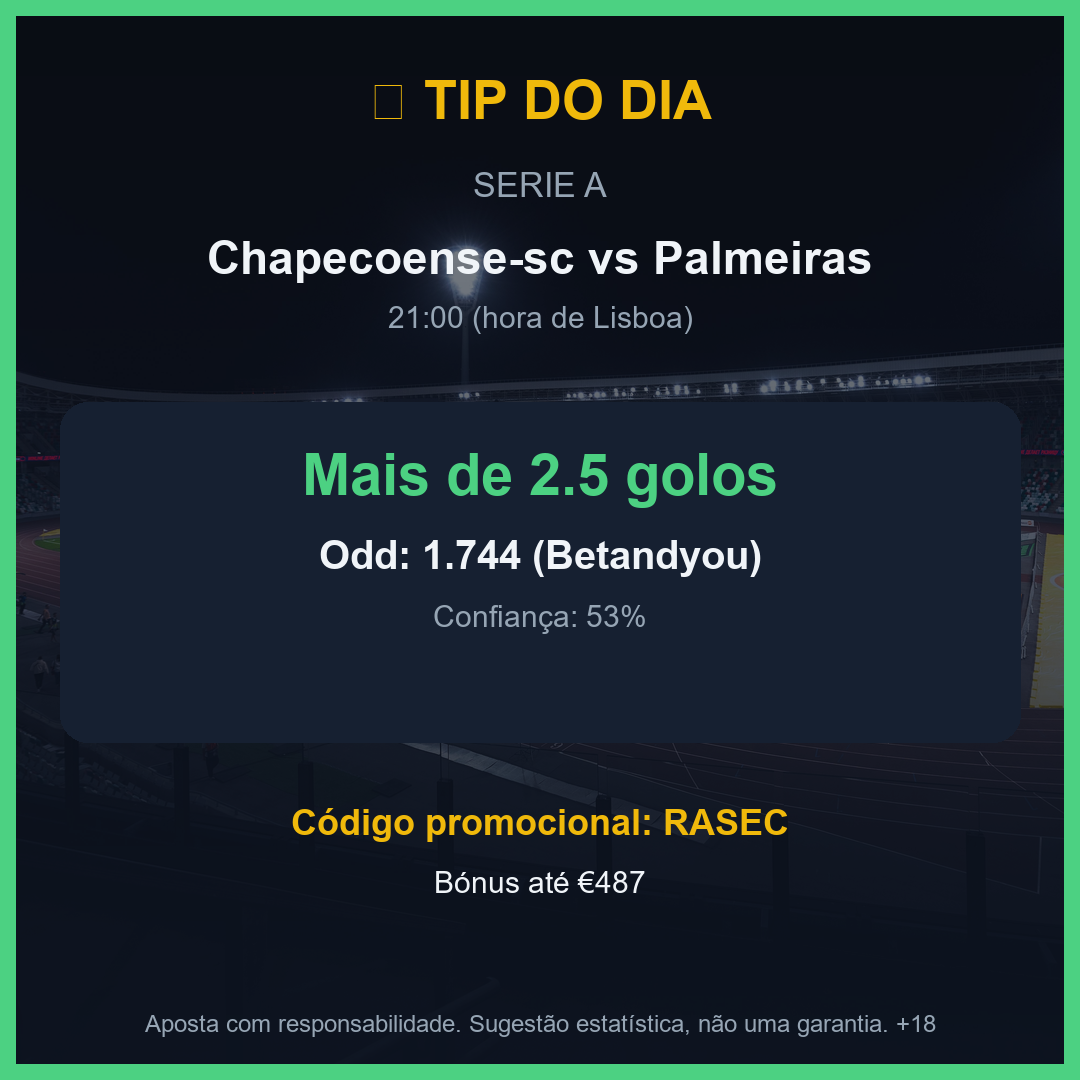 TIP DO DIA
SERIE A
Chapecoense-sc vs Palmeiras
21:00 (hora de Lisboa)
Mais de 2.5 golos
Odd: 1.744 (Betandyou)
Confiança: 53%
Código promocional: RASEC
Bónus até €487
Aposta com responsabilidade. Sugestão estatística, não uma garantia. +18